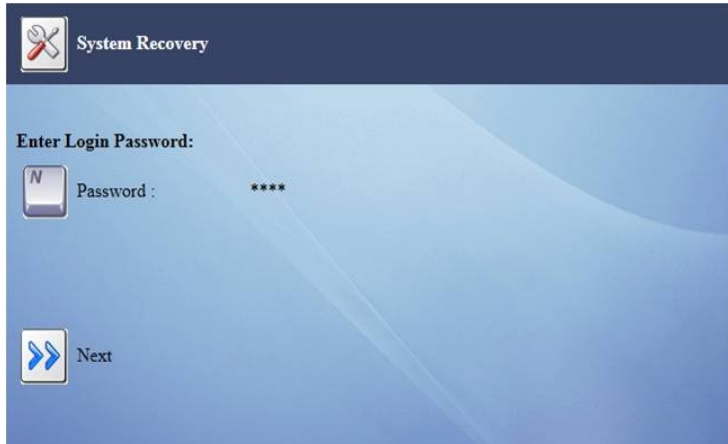 System Recovery
Enter Login Password:
N
Password : ****
Next